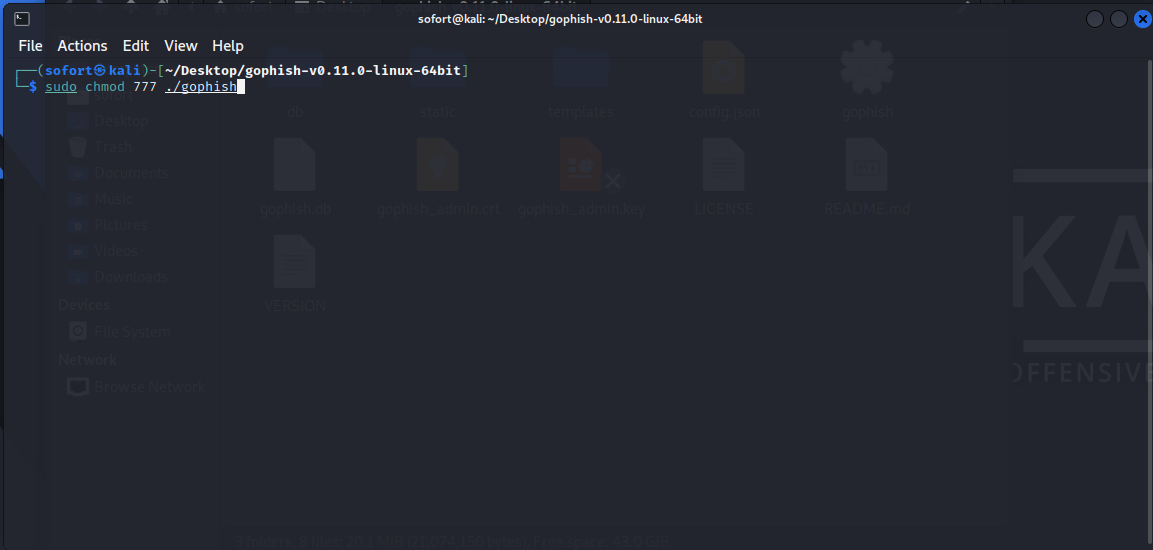 sofort@kali: ~/Desktop/gophish-v0.11.0-linux-64bit
File Actions Edit View Help
┌──(sofort㉿kali)-[~/Desktop/gophish-v0.11.0-linux-64bit]
└─$ sudo chmod 777 ./gophish
sofort
Desktop
Trash
Documents
Music
Pictures
Videos
Downloads
Devices
File System
Network
Browse Network
db
static
templates
config.json
gophish
gophish.db
gophish_admin.crt
gophish_admin.key
LICENSE
README.md
VERSION
KA
OFFENSIVE